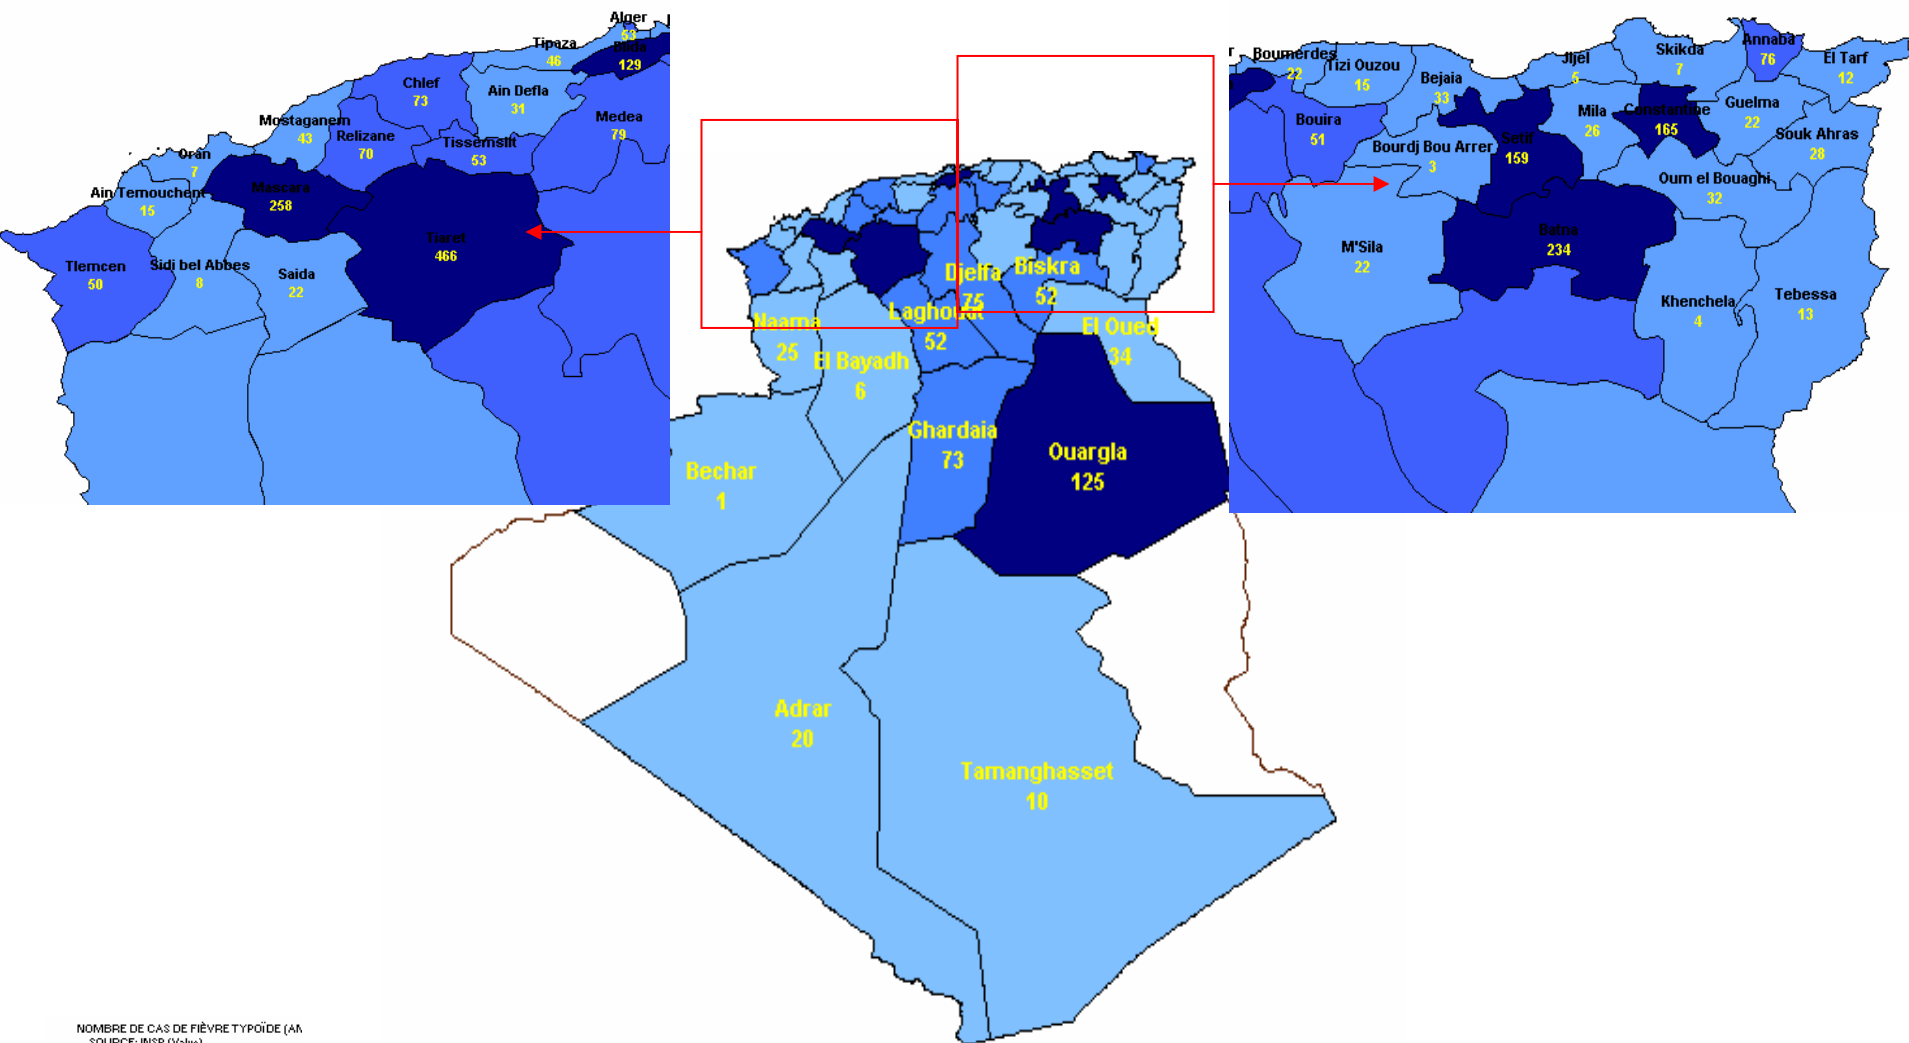 Alger
53
Tipaza
46
Blida
129
Chlef
73
Ain Defla
31
Medea
79
Mostaganem
43
Relizane
70
Tissemsilt
53
Oran
7
Mascara
258
Ain Temouchent
15
Tiaret
466
Tlemcen
50
Sidi bel Abbes
8
Saida
22
r
Boumerdes
22
Tizi Ouzou
15
Bejaia
33
Jijel
5
Skikda
7
Annaba
76
El Tarf
12
Bouira
51
Bourdj Bou Arrer
3
Setif
159
Mila
26
Constantine
165
Guelma
22
Souk Ahras
28
Oum el Bouaghi
32
M'Sila
22
Batna
234
Khenchela
4
Tebessa
13
Djelfa
75
Biskra
52
Naama
25
Laghouat
52
El Oued
34
El Bayadh
6
Ghardaia
73
Ouargla
125
Bechar
1
Adrar
20
Tamanghasset
10
NOMBRE DE CAS DE FIÈVRE TYPOÏDE (AN
SOURCE: INSP (Value)